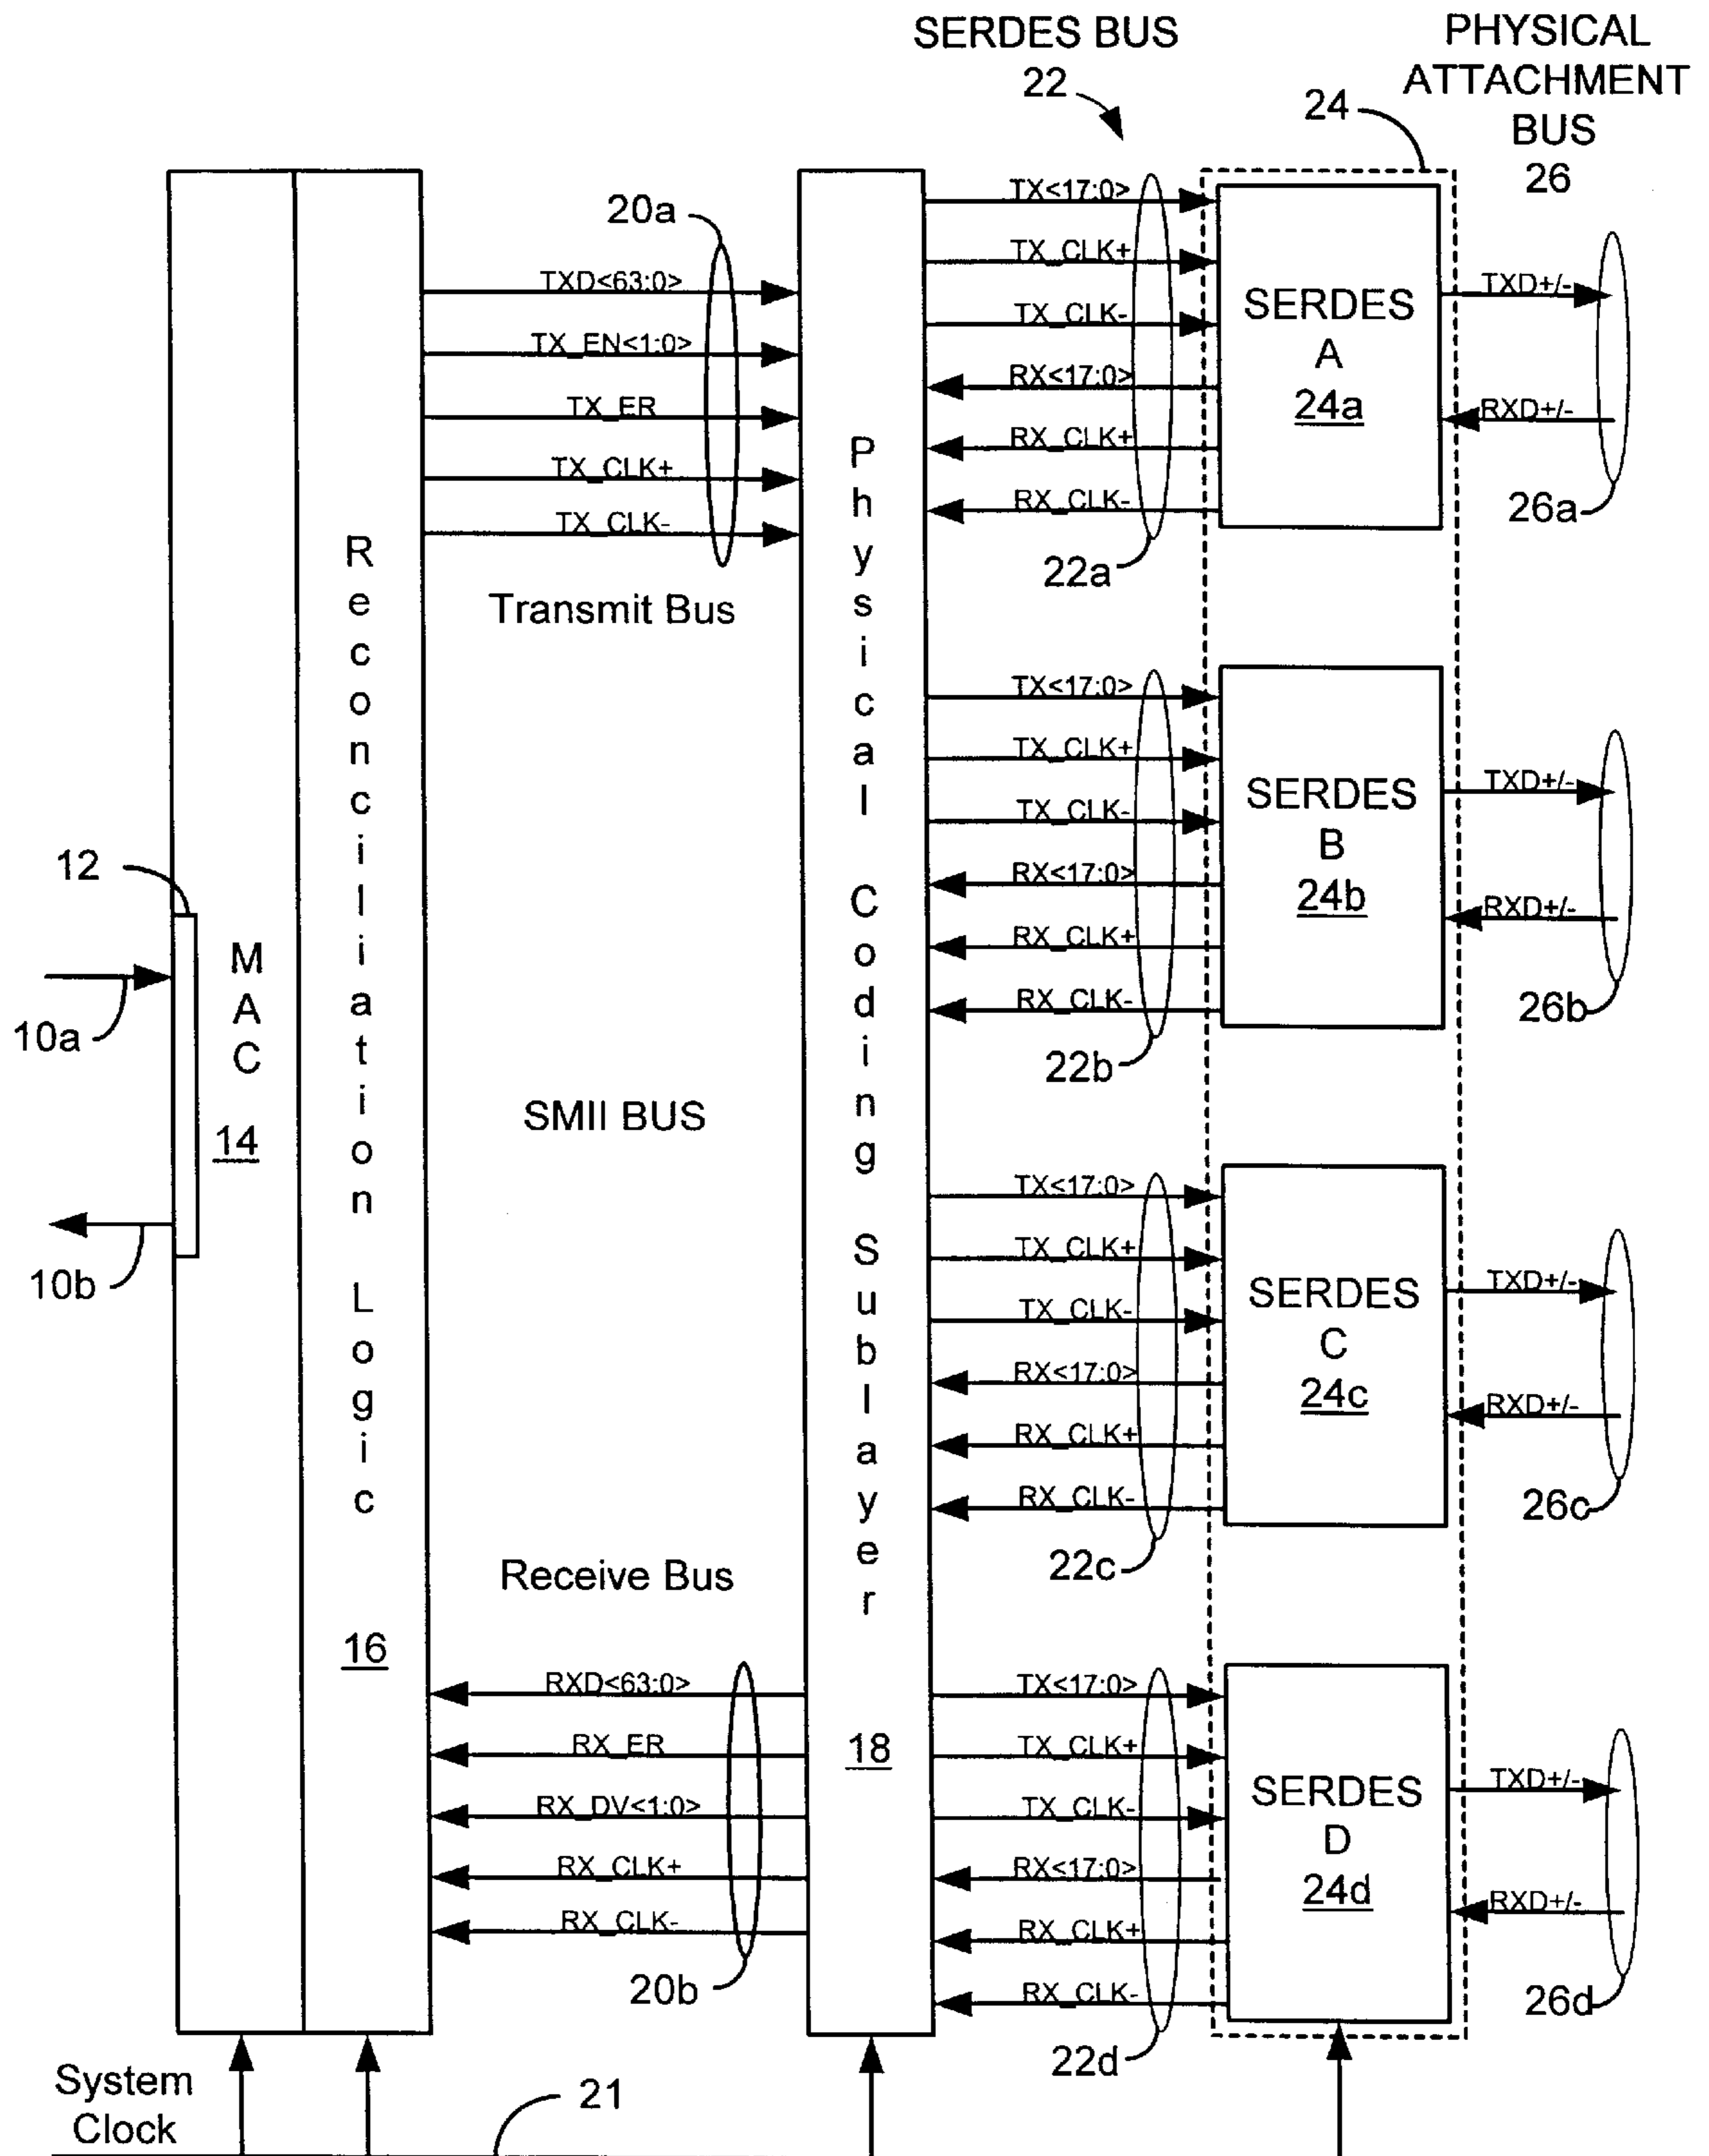 SERDES BUS
22
PHYSICAL
ATTACHMENT
BUS
26
24
20a
TXD<63:0>
TX_EN<1:0>
TX_ER
TX_CLK+
TX_CLK-
Transmit Bus
TX<17:0>
TX_CLK+
TX_CLK-
RX<17:0>
RX_CLK+
RX_CLK-
22a
SERDES
A
24a
TXD+/-
RXD+/-
26a
TX<17:0>
TX_CLK+
TX_CLK-
RX<17:0>
RX_CLK+
RX_CLK-
22b
SERDES
B
24b
TXD+/-
RXD+/-
26b
12
10a
10b
MAC
14
Reconciliation Logic
16
SMII BUS
Physical Coding Sublayer
18
TX<17:0>
TX_CLK+
TX_CLK-
RX<17:0>
RX_CLK+
RX_CLK-
22c
SERDES
C
24c
TXD+/-
RXD+/-
26c
Receive Bus
RXD<63:0>
RX_ER
RX_DV<1:0>
RX_CLK+
RX_CLK-
20b
TX<17:0>
TX_CLK+
TX_CLK-
RX<17:0>
RX_CLK+
RX_CLK-
22d
SERDES
D
24d
TXD+/-
RXD+/-
26d
System
Clock
21